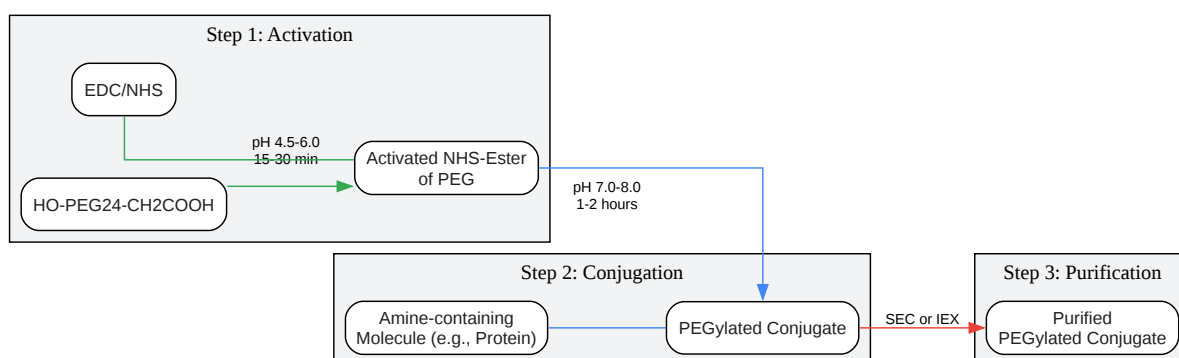 Step 1: Activation
EDC/NHS
pH 4.5-6.0
15-30 min
HO-PEG24-CH2COOH
Activated NHS-Ester
of PEG
pH 7.0-8.0
1-2 hours
Step 2: Conjugation
Amine-containing
Molecule (e.g., Protein)
PEGylated Conjugate
SEC or IEX
Step 3: Purification
Purified
PEGylated Conjugate